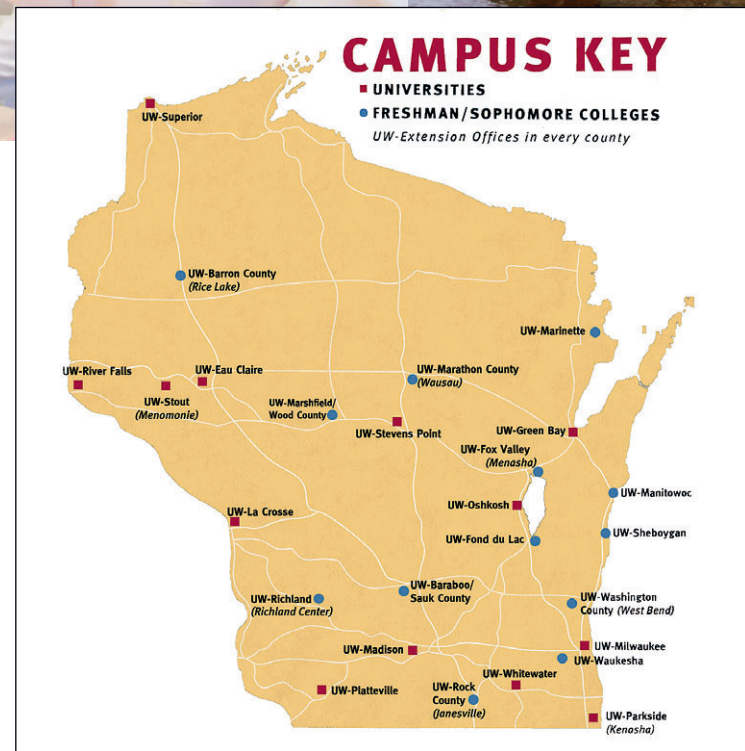 CAMPUS KEY
UNIVERSITIES
FRESHMAN/SOPHOMORE COLLEGES
UW-Extension Offices in every county
UW-Superior
UW-Barron County
(Rice Lake)
UW-Marinette
UW-River Falls
UW-Eau Claire
UW-Stout
(Menomonie)
UW-Marathon County
(Wausau)
UW-Marshfield/
Wood County
UW-Stevens Point
UW-Green Bay
UW-Fox Valley
(Menasha)
UW-Manitowoc
UW-Oshkosh
UW-La Crosse
UW-Sheboygan
UW-Fond du Lac
UW-Baraboo/
Sauk County
UW-Richland
(Richland Center)
UW-Washington
County (West Bend)
UW-Madison
UW-Milwaukee
UW-Waukesha
UW-Whitewater
UW-Platteville
UW-Rock
County
(Janesville)
UW-Parkside
(Kenosha)